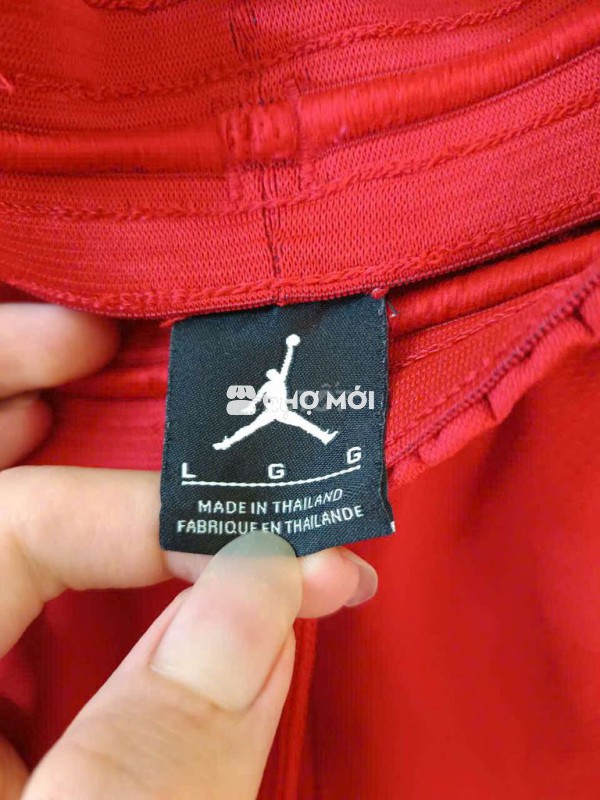 CHỢ MỚI
L G G
MADE IN THAILAND
FABRIQUE EN THAILANDE